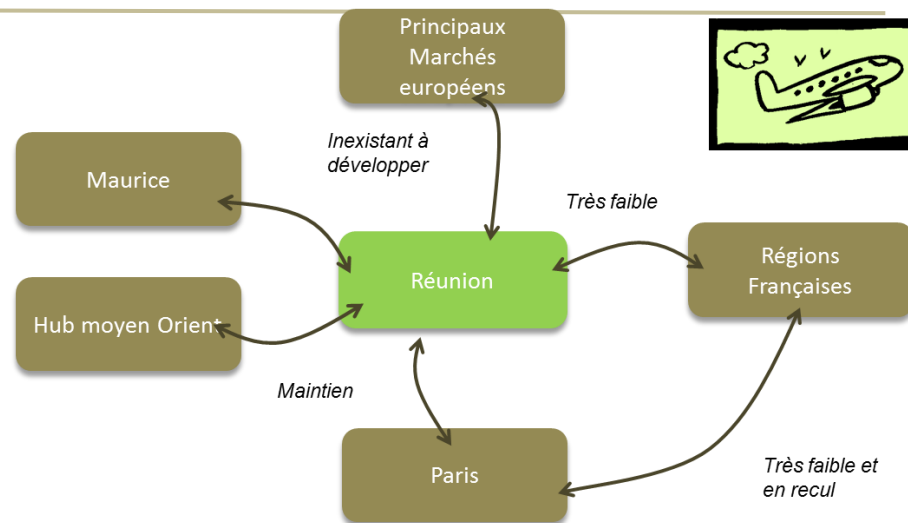 Principaux
Marchés
européens
Inexistant à
développer
Maurice
Très faible
Réunion
Régions
Françaises
Hub moyen Orient
Maintien
Paris
Très faible et
en recul